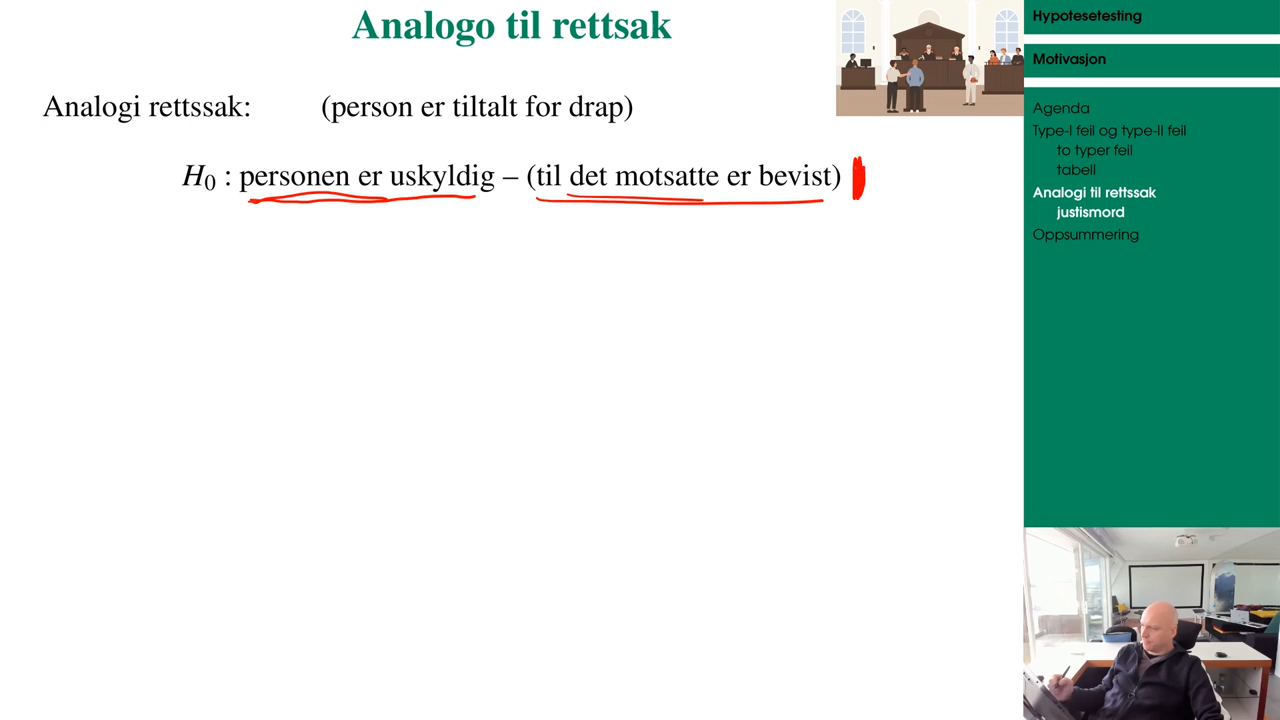 Analogo til rettsak
Analogi rettssak: (person er tiltalt for drap)
H₀ : personen er uskyldig – (til det motsatte er bevist)
Hypotesetesting
Motivasjon
Agenda
Type-I feil og type-II feil
to typer feil
tabell
Analogi til rettssak
justismord
Oppsummering